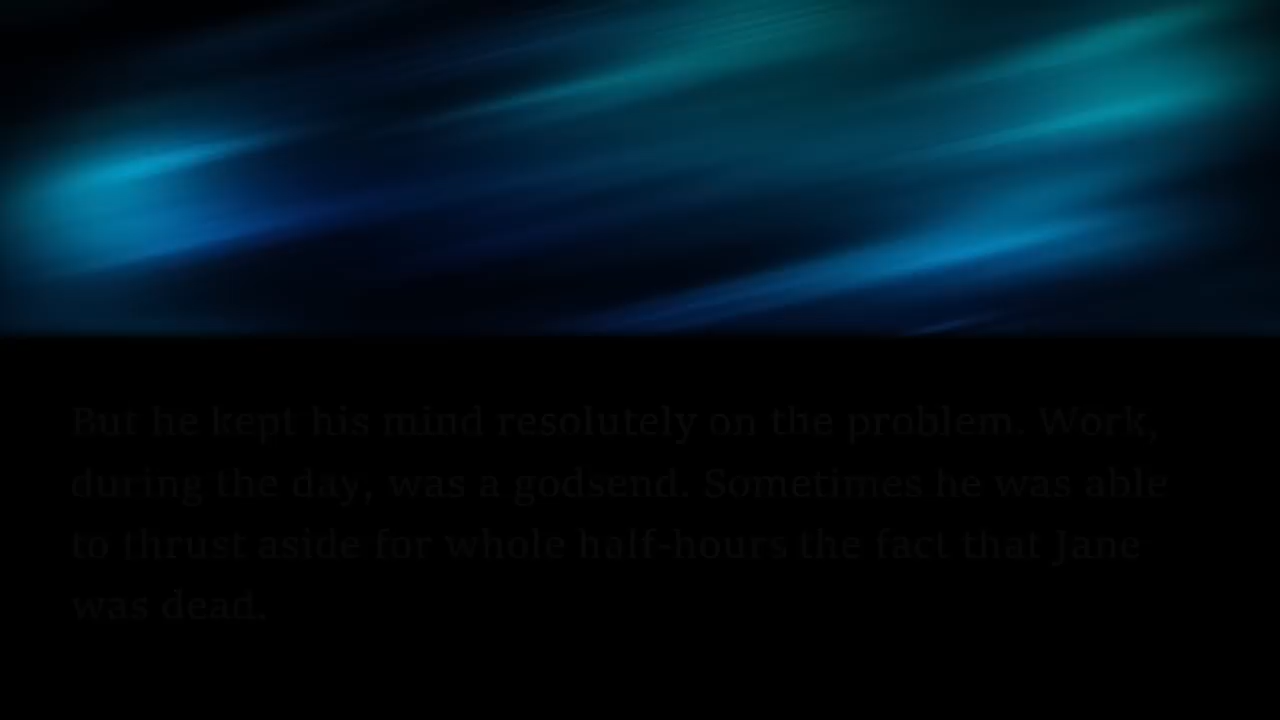 But he kept his mind resolutely on the problem. Work,
during the day, was a godsend. Sometimes he was able
to thrust aside for whole half-hours the fact that Jane
was dead.